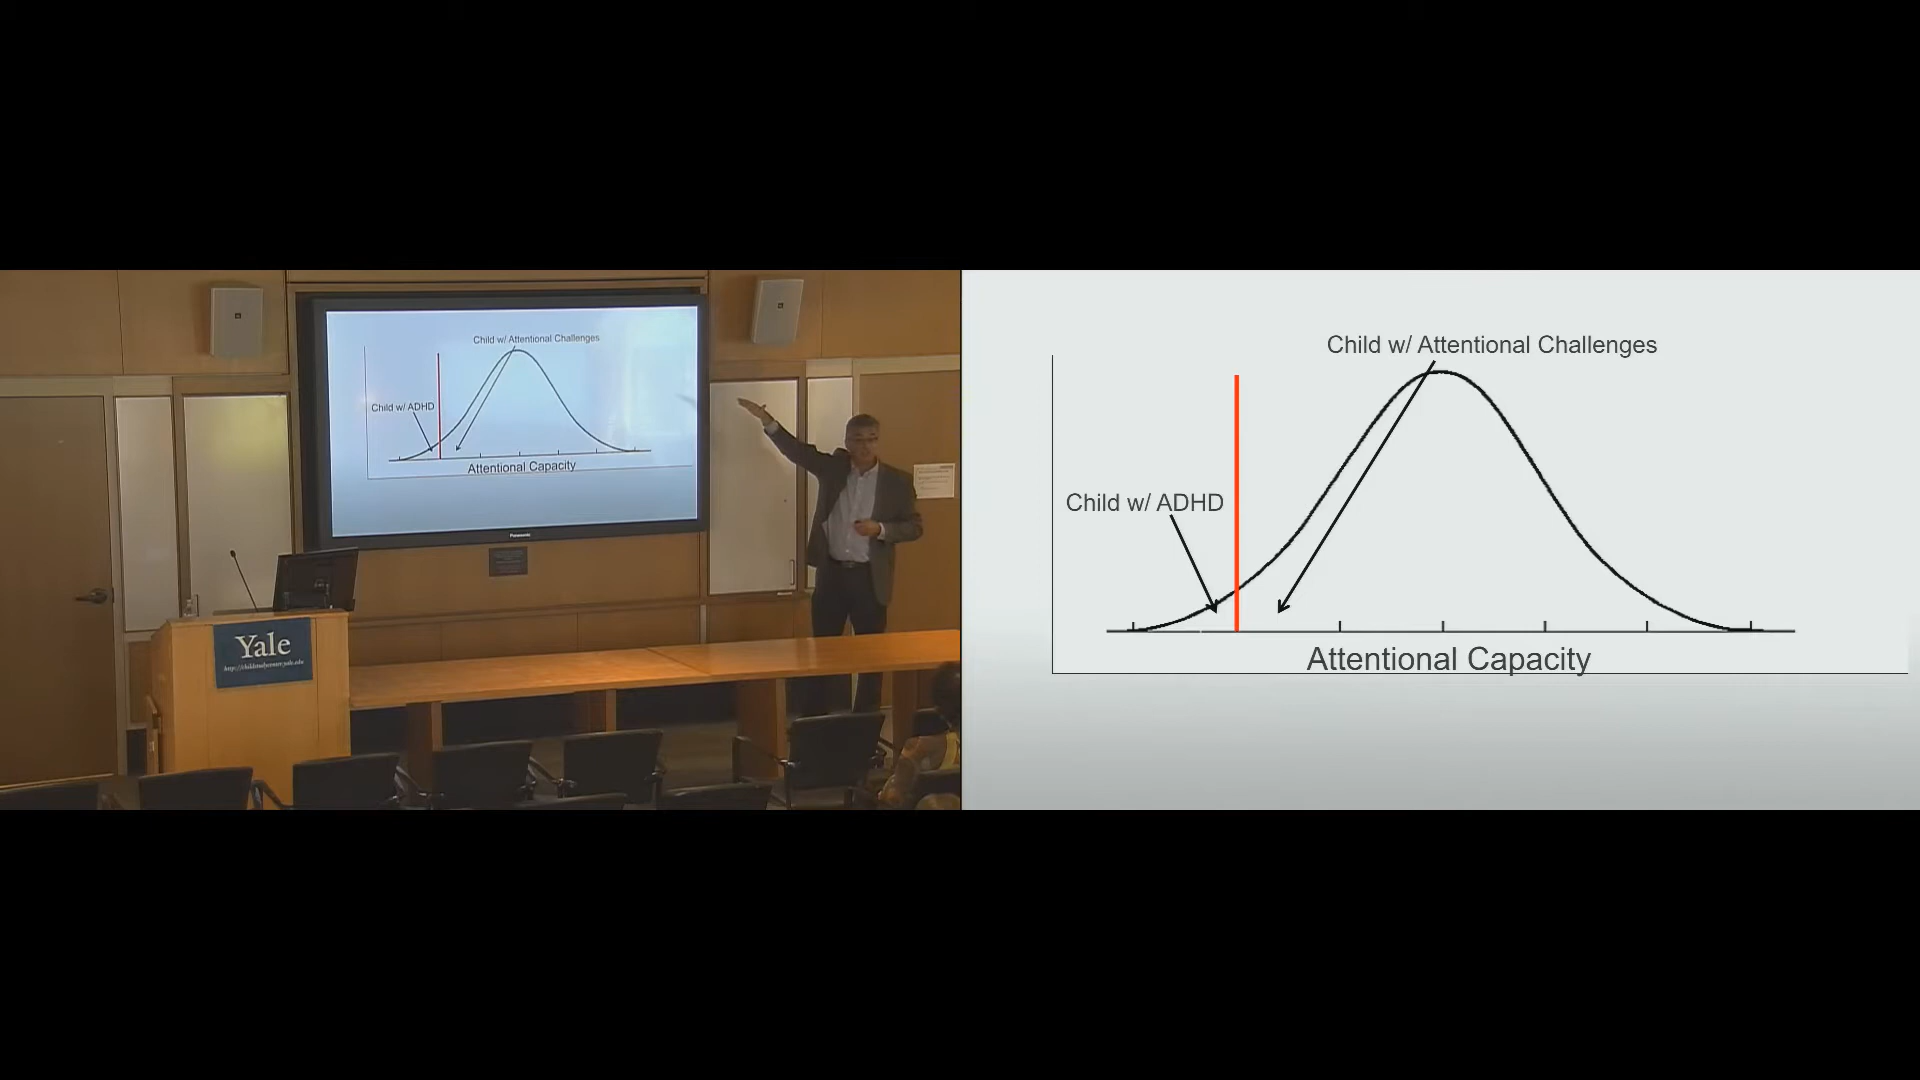 Child w/ Attentional Challenges
Child w/ ADHD
Attentional Capacity
Panasonic
Yale
http://childstudycenter.yale.edu
Child w/ Attentional Challenges
Child w/ ADHD
Attentional Capacity